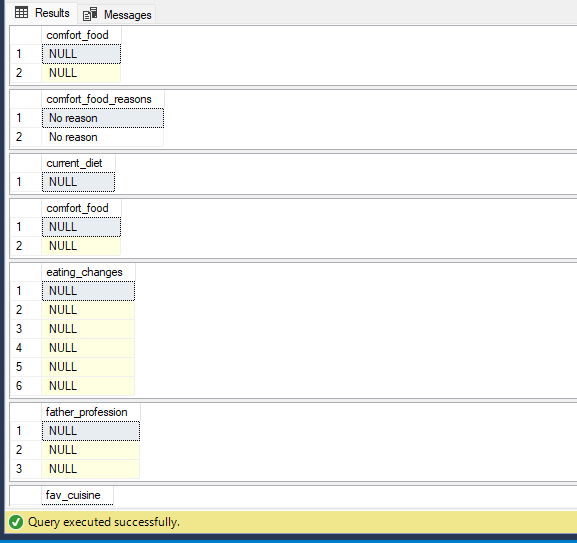 Results Messages
comfort_food
1 NULL
2 NULL
comfort_food_reasons
1 No reason
2 No reason
current_diet
1 NULL
comfort_food
1 NULL
2 NULL
eating_changes
1 NULL
2 NULL
3 NULL
4 NULL
5 NULL
6 NULL
father_profession
1 NULL
2 NULL
3 NULL
fav_cuisine
Query executed successfully.